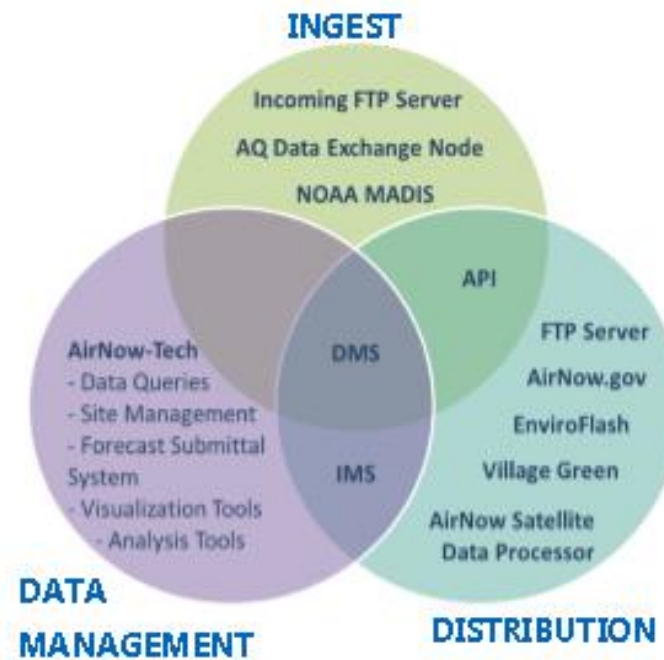 INGEST
Incoming FTP Server
AQ Data Exchange Node
NOAA MADIS
API
DMS
IMS
AirNow-Tech
- Data Queries
- Site Management
- Forecast Submittal
System
- Visualization Tools
- Analysis Tools
FTP Server
AirNow.gov
EnviroFlash
Village Green
AirNow Satellite
Data Processor
DATA
MANAGEMENT
DISTRIBUTION